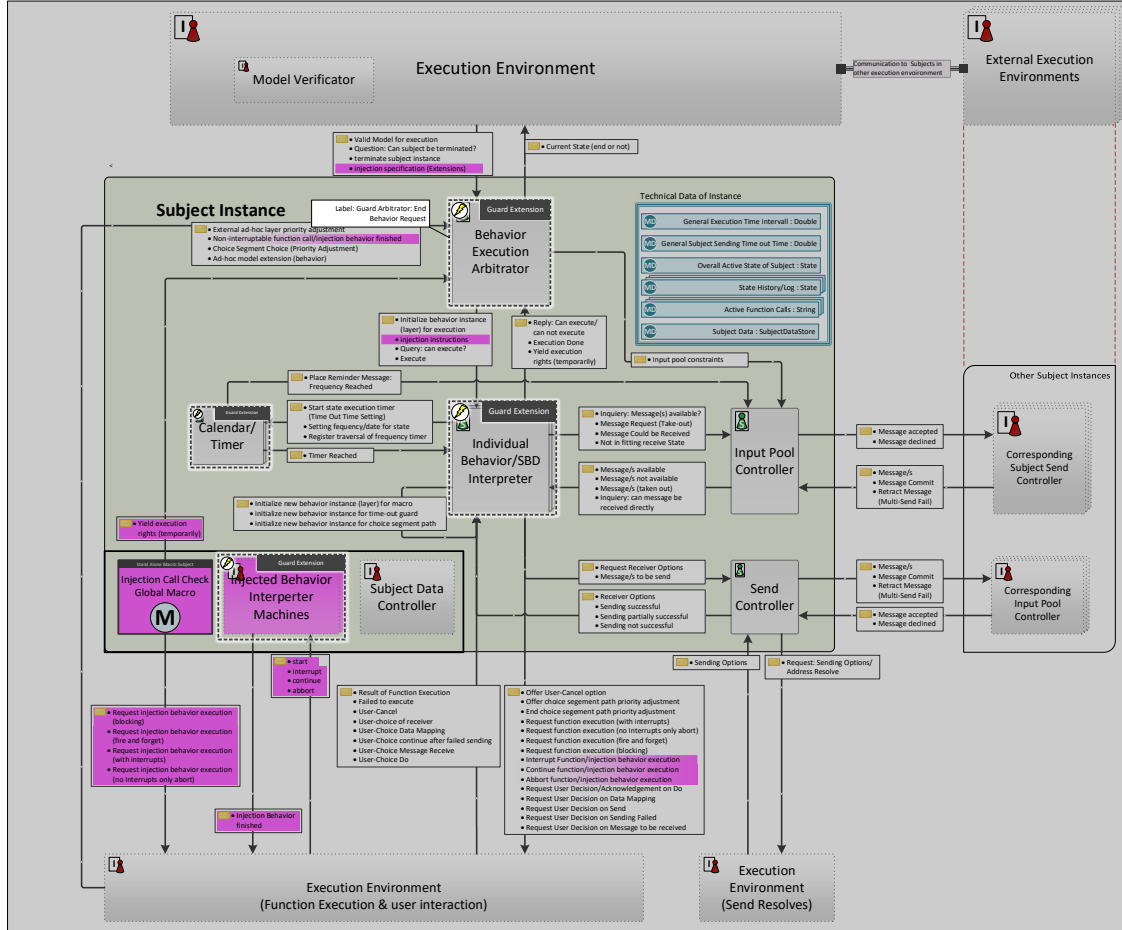 I
Execution Environment
I
Model Verificator
I
External Execution
Environments
Communication to Subjects in
other execution envoironment
• Valid Model for execution
• Question: Can subject be terminated?
• terminate subject instance
• injection specification (Extensions)
• Current State (end or not)
<
Subject Instance
Label: Guard Arbitrator: End
Behavior Request
Guard Extension
Behavior
Execution
Arbitrator
• External ad-hoc layer priority adjustment
• Non-interruptable function call/injection behavior finished
• Choice Segment Choice (Priority Adjustment)
• Ad-hoc model extension (behavior)
Technical Data of Instance
MD General Execution Time Intervall : Double
MD General Subject Sending Time out Time : Double
MD Overall Active State of Subject : State
MD State History/Log : State
MD Active Function Calls : String
MD Subject Data : SubjectDataStore
• Initialize behavior instance
(layer) for execution
• injection instructions
• Query: can execute?
• Execute
• Reply: Can execute/
can not execute
• Execution Done
• Yield execution
rights (temporarily)
• Input pool constraints
• Place Reminder Message:
Frequency Reached
Guard Extension
Calendar/
Timer
• Start state execution timer
(Time Out Time Setting)
• Setting fequency/date for state
• Register traversal of frequency timer
• Timer Reached
Guard Extension
Individual
Behavior/SBD
Interpreter
• Inquiery: Message(s) available?
• Message Request (Take-out)
• Message Could be Received
• Not in fitting receive State
• Message/s available
• Message/s not available
• Message/s (taken out)
• Inquiery: can message be
received directly
Input Pool
Controller
• Message accepted
• Message declined
• Message/s
• Message Commit
• Retract Message
(Multi-Send Fail)
Other Subject Instances
I
Corresponding
Subject Send
Controller
• Initialize new behavior instance (layer) for macro
• initialize new behavior instance for time-out guard
• initialize new behavior instance for choice segment path
• Yield execution
rights (temporarily)
Stand Alone Macro Subject
Injection Call Check
Global Macro
M
Guard Extension
Injected Behavior
Interperter
Machines
I
Subject Data
Controller
• Request Receiver Options
• Message/s to be send
• Receiver Options
• Sending successful
• Sending partially successful
• Sending not successful
Send
Controller
• Message/s
• Message Commit
• Retract Message
(Multi-Send Fail)
• Message accepted
• Message declined
I
Corresponding
Input Pool
Controller
• start
• interrupt
• continue
• abbort
• Sending Options
• Request: Sending Options/
Address Resolve
• Request injection behavior execution
(blocking)
• Request injection behavior execution
(fire and forget)
• Request injection behavior execution
(with interrupts)
• Request injection behavior execution
(no Interrupts only abort)
• Result of Function Execution
• Failed to execute
• User-Cancel
• User-choice of receiver
• User-Choice Data Mapping
• User-Choice continue after failed sending
• User-Choice Message Receive
• User-Choice Do
• Offer User-Cancel option
• Offer choice segement path priority adjustment
• End choice segement path priority adjustment
• Request function execution (with interrupts)
• Request function execution (no Interrupts only abort)
• Request function execution (fire and forget)
• Request function execution (blocking)
• Interrupt Function/injection behavior execution
• Continue function/injection behavior execution
• Abbort function/injection behavior execution
• Request User Decision/Acknowledgement on Do
• Request User Decision on Data Mapping
• Request User Decision on Send
• Request User Decision on Sending Failed
• Request User Decision on Message to be received
• Injection Behavior
finished
I
Execution Environment
(Function Execution & user interaction)
I
Execution
Environment
(Send Resolves)